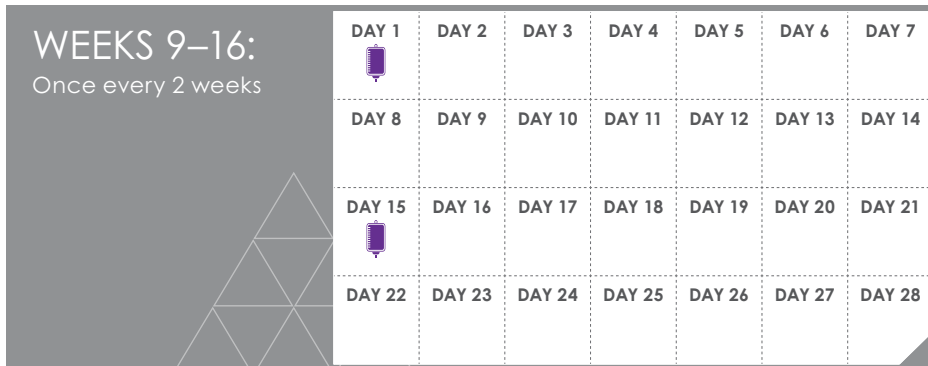 WEEKS 9–16:
Once every 2 weeks
DAY 1 DAY 2 DAY 3 DAY 4 DAY 5 DAY 6 DAY 7
DAY 8 DAY 9 DAY 10 DAY 11 DAY 12 DAY 13 DAY 14
DAY 15 DAY 16 DAY 17 DAY 18 DAY 19 DAY 20 DAY 21
DAY 22 DAY 23 DAY 24 DAY 25 DAY 26 DAY 27 DAY 28